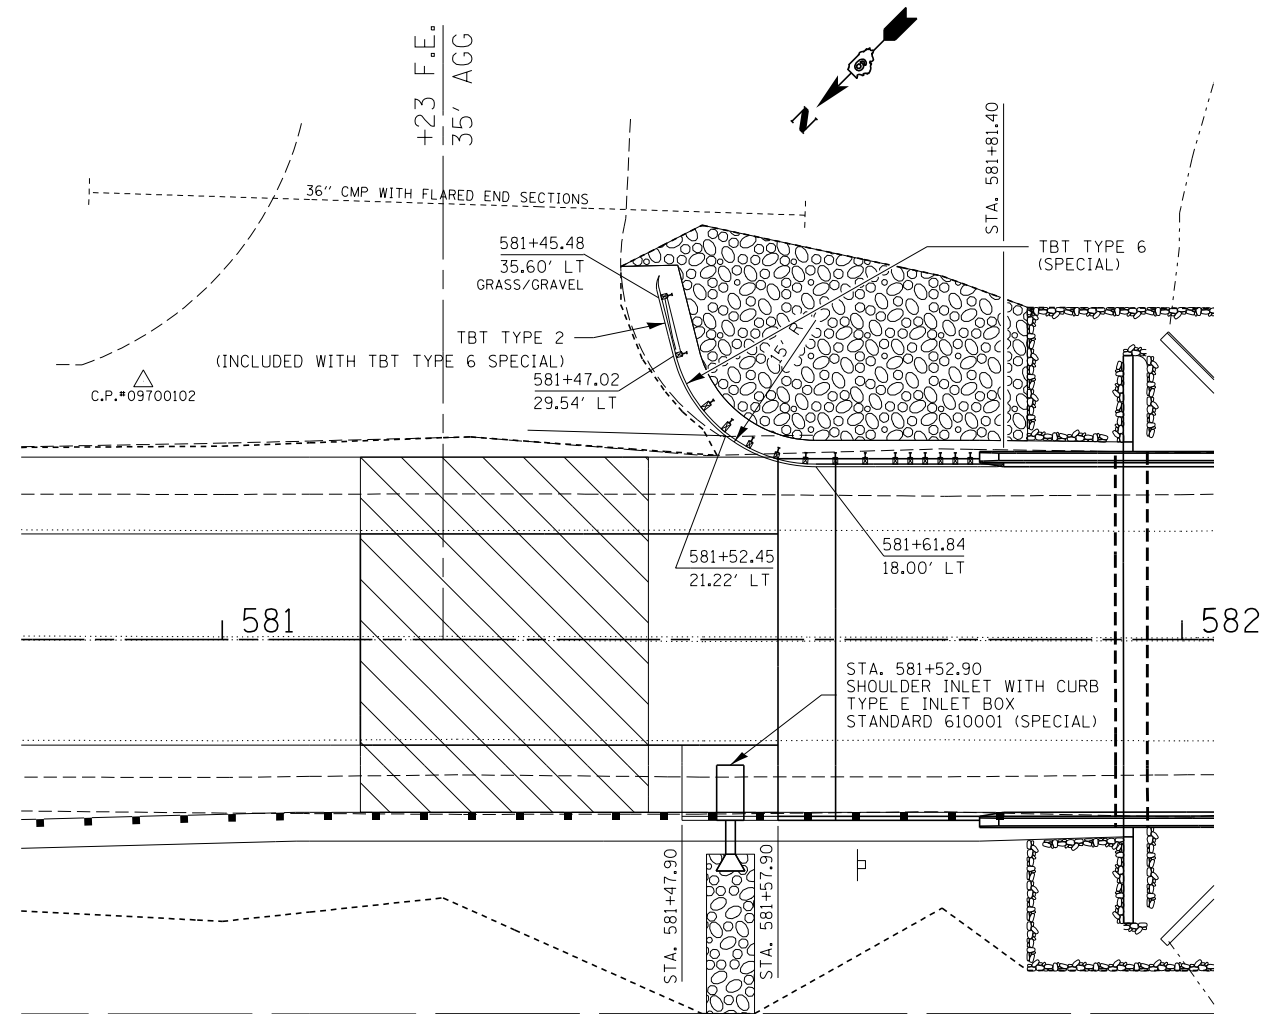 +23 F.E.
35' AGG
N
36" CMP WITH FLARED END SECTIONS
STA. 581+81.40
581+45.48
35.60' LT
GRASS/GRAVEL
TBT TYPE 6
(SPECIAL)
TBT TYPE 2
(INCLUDED WITH TBT TYPE 6 SPECIAL)
15' R
581+47.02
29.54' LT
C.P.#09700102
581+52.45
21.22' LT
581+61.84
18.00' LT
581
582
STA. 581+52.90
SHOULDER INLET WITH CURB
TYPE E INLET BOX
STANDARD 610001 (SPECIAL)
STA. 581+47.90
STA. 581+57.90